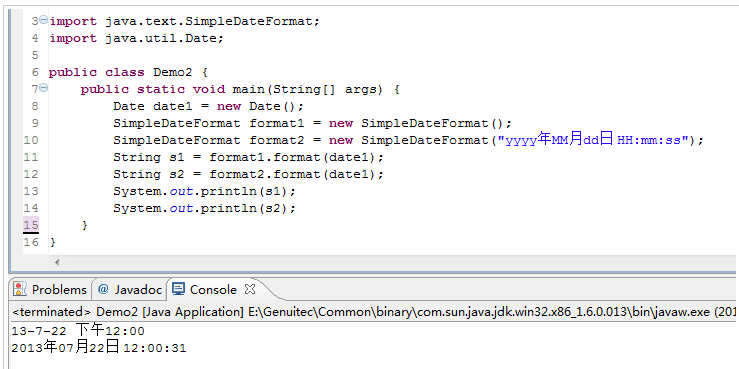 3 import java.text.SimpleDateFormat;
4 import java.util.Date;
5
6 public class Demo2 {
7     public static void main(String[] args) {
8         Date date1 = new Date();
9         SimpleDateFormat format1 = new SimpleDateFormat();
10         SimpleDateFormat format2 = new SimpleDateFormat("yyyy年MM月dd日 HH:mm:ss");
11         String s1 = format1.format(date1);
12         String s2 = format2.format(date1);
13         System.out.println(s1);
14         System.out.println(s2);
15     }
16 }
Problems @ Javadoc Console
<terminated> Demo2 [Java Application] E:\Genuitec\Common\binary\com.sun.java.jdk.win32.x86_1.6.0.013\bin\javaw.exe (201
13-7-22 下午12:00
2013年07月22日 12:00:31